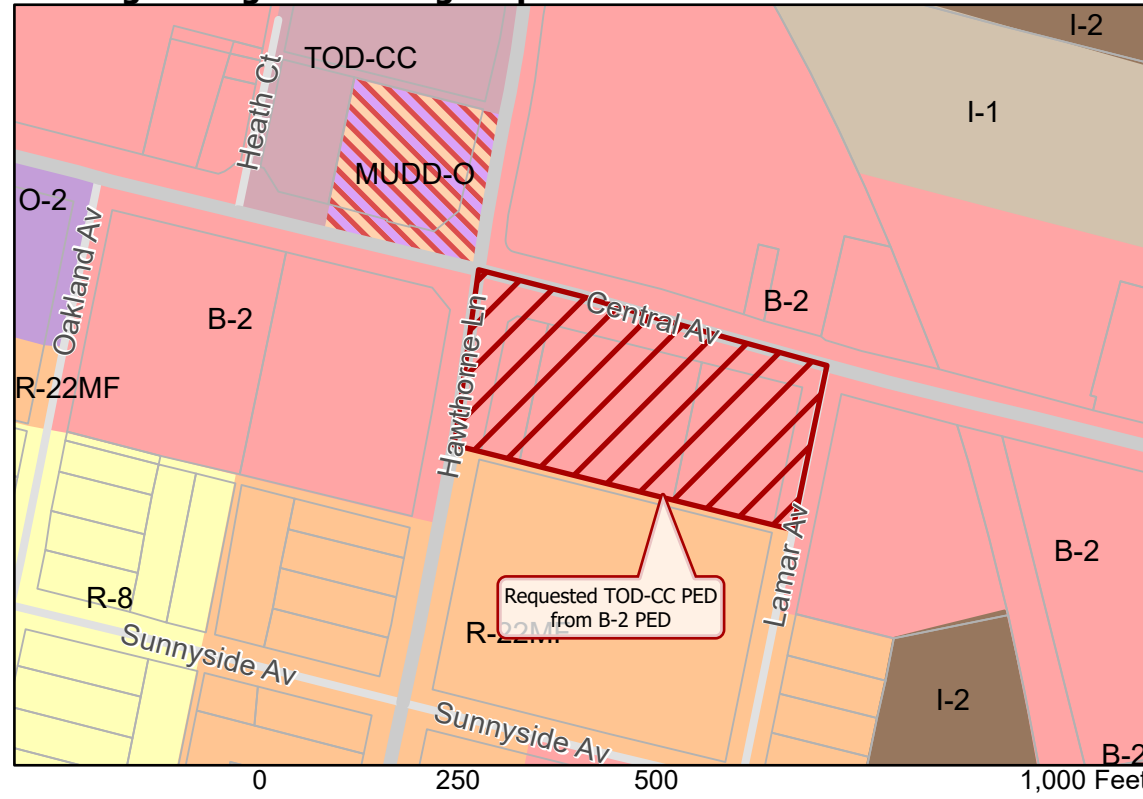 I-2
TOD-CC
Heath Ct
I-1
MUDD-O
O-2
Oakland Av
B-2
Central Av
B-2
Hawthorne Ln
R-22MF
Lamar Av
B-2
Requested TOD-CC PED
from B-2 PED
R-8
R-22MF
Sunnyside Av
I-2
Sunnyside Av
B-2
0 250 500 1,000 Feet